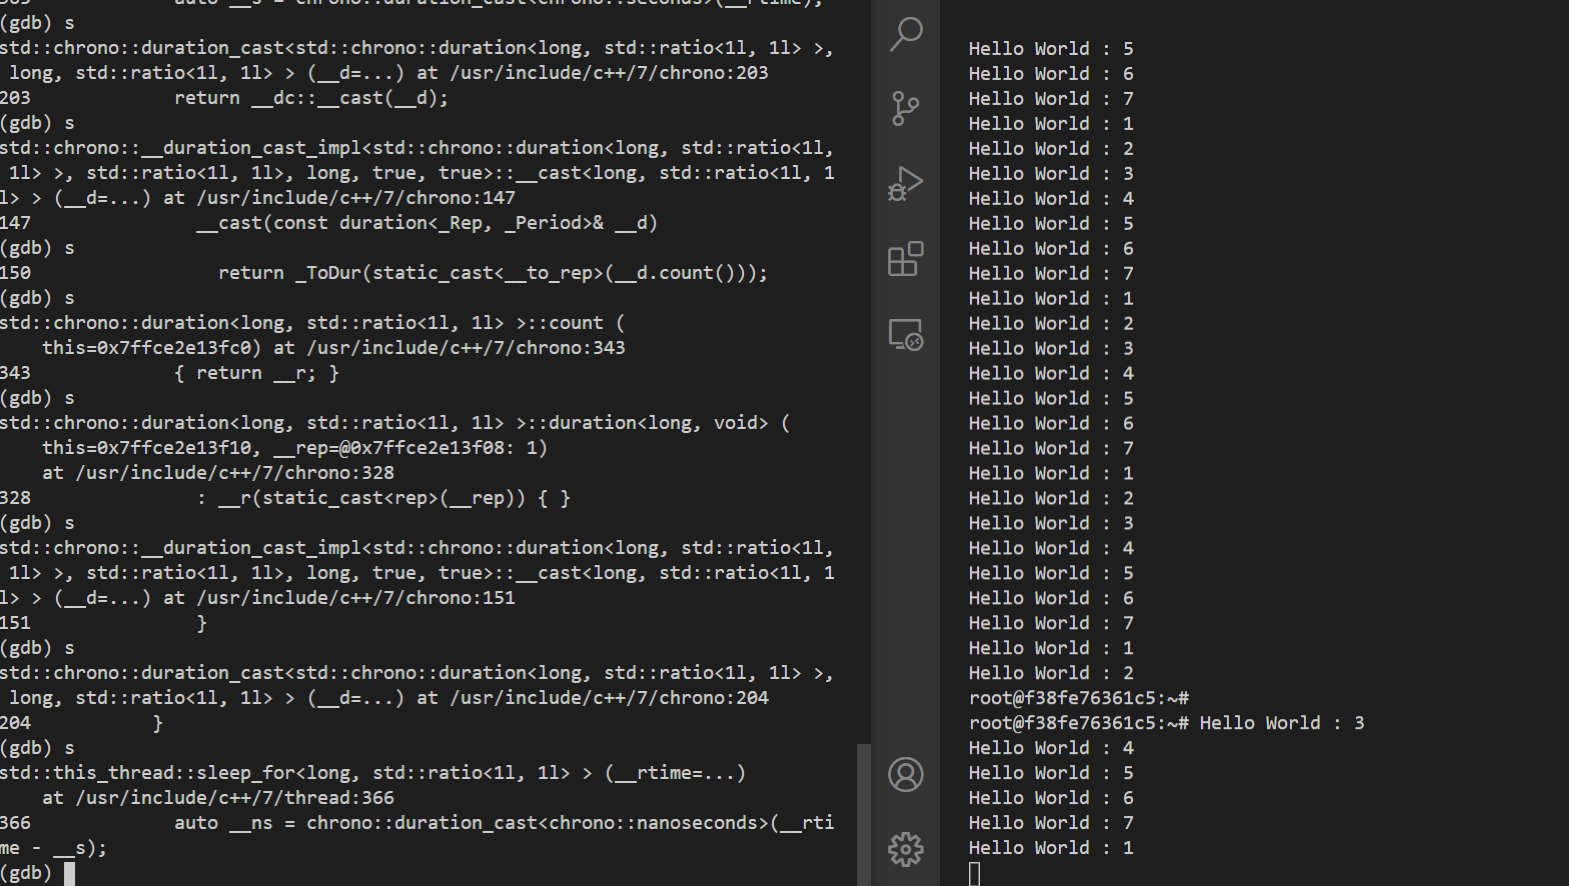 365             auto __s = chrono::duration_cast<chrono::seconds>(__rtime);
(gdb) s
std::chrono::duration_cast<std::chrono::duration<long, std::ratio<1l, 1l> >,
 long, std::ratio<1l, 1l> > (__d=...) at /usr/include/c++/7/chrono:203
203             return __dc::__cast(__d);
(gdb) s
std::chrono::__duration_cast_impl<std::chrono::duration<long, std::ratio<1l,
 1l> >, std::ratio<1l, 1l>, long, true, true>::__cast<long, std::ratio<1l, 1
l> > (__d=...) at /usr/include/c++/7/chrono:147
147               __cast(const duration<_Rep, _Period>& __d)
(gdb) s
150                 return _ToDur(static_cast<__to_rep>(__d.count()));
(gdb) s
std::chrono::duration<long, std::ratio<1l, 1l> >::count (
    this=0x7ffce2e13fc0) at /usr/include/c++/7/chrono:343
343             { return __r; }
(gdb) s
std::chrono::duration<long, std::ratio<1l, 1l> >::duration<long, void> (
    this=0x7ffce2e13f10, __rep=@0x7ffce2e13f08: 1)
    at /usr/include/c++/7/chrono:328
328               : __r(static_cast<rep>(__rep)) { }
(gdb) s
std::chrono::__duration_cast_impl<std::chrono::duration<long, std::ratio<1l,
 1l> >, std::ratio<1l, 1l>, long, true, true>::__cast<long, std::ratio<1l, 1
l> > (__d=...) at /usr/include/c++/7/chrono:151
151               }
(gdb) s
std::chrono::duration_cast<std::chrono::duration<long, std::ratio<1l, 1l> >,
 long, std::ratio<1l, 1l> > (__d=...) at /usr/include/c++/7/chrono:204
204           }
(gdb) s
std::this_thread::sleep_for<long, std::ratio<1l, 1l> > (__rtime=...)
    at /usr/include/c++/7/thread:366
366             auto __ns = chrono::duration_cast<chrono::nanoseconds>(__rti
me - __s);
(gdb)
Hello World : 5
Hello World : 6
Hello World : 7
Hello World : 1
Hello World : 2
Hello World : 3
Hello World : 4
Hello World : 5
Hello World : 6
Hello World : 7
Hello World : 1
Hello World : 2
Hello World : 3
Hello World : 4
Hello World : 5
Hello World : 6
Hello World : 7
Hello World : 1
Hello World : 2
Hello World : 3
Hello World : 4
Hello World : 5
Hello World : 6
Hello World : 7
Hello World : 1
Hello World : 2
root@f38fe76361c5:~#
root@f38fe76361c5:~# Hello World : 3
Hello World : 4
Hello World : 5
Hello World : 6
Hello World : 7
Hello World : 1